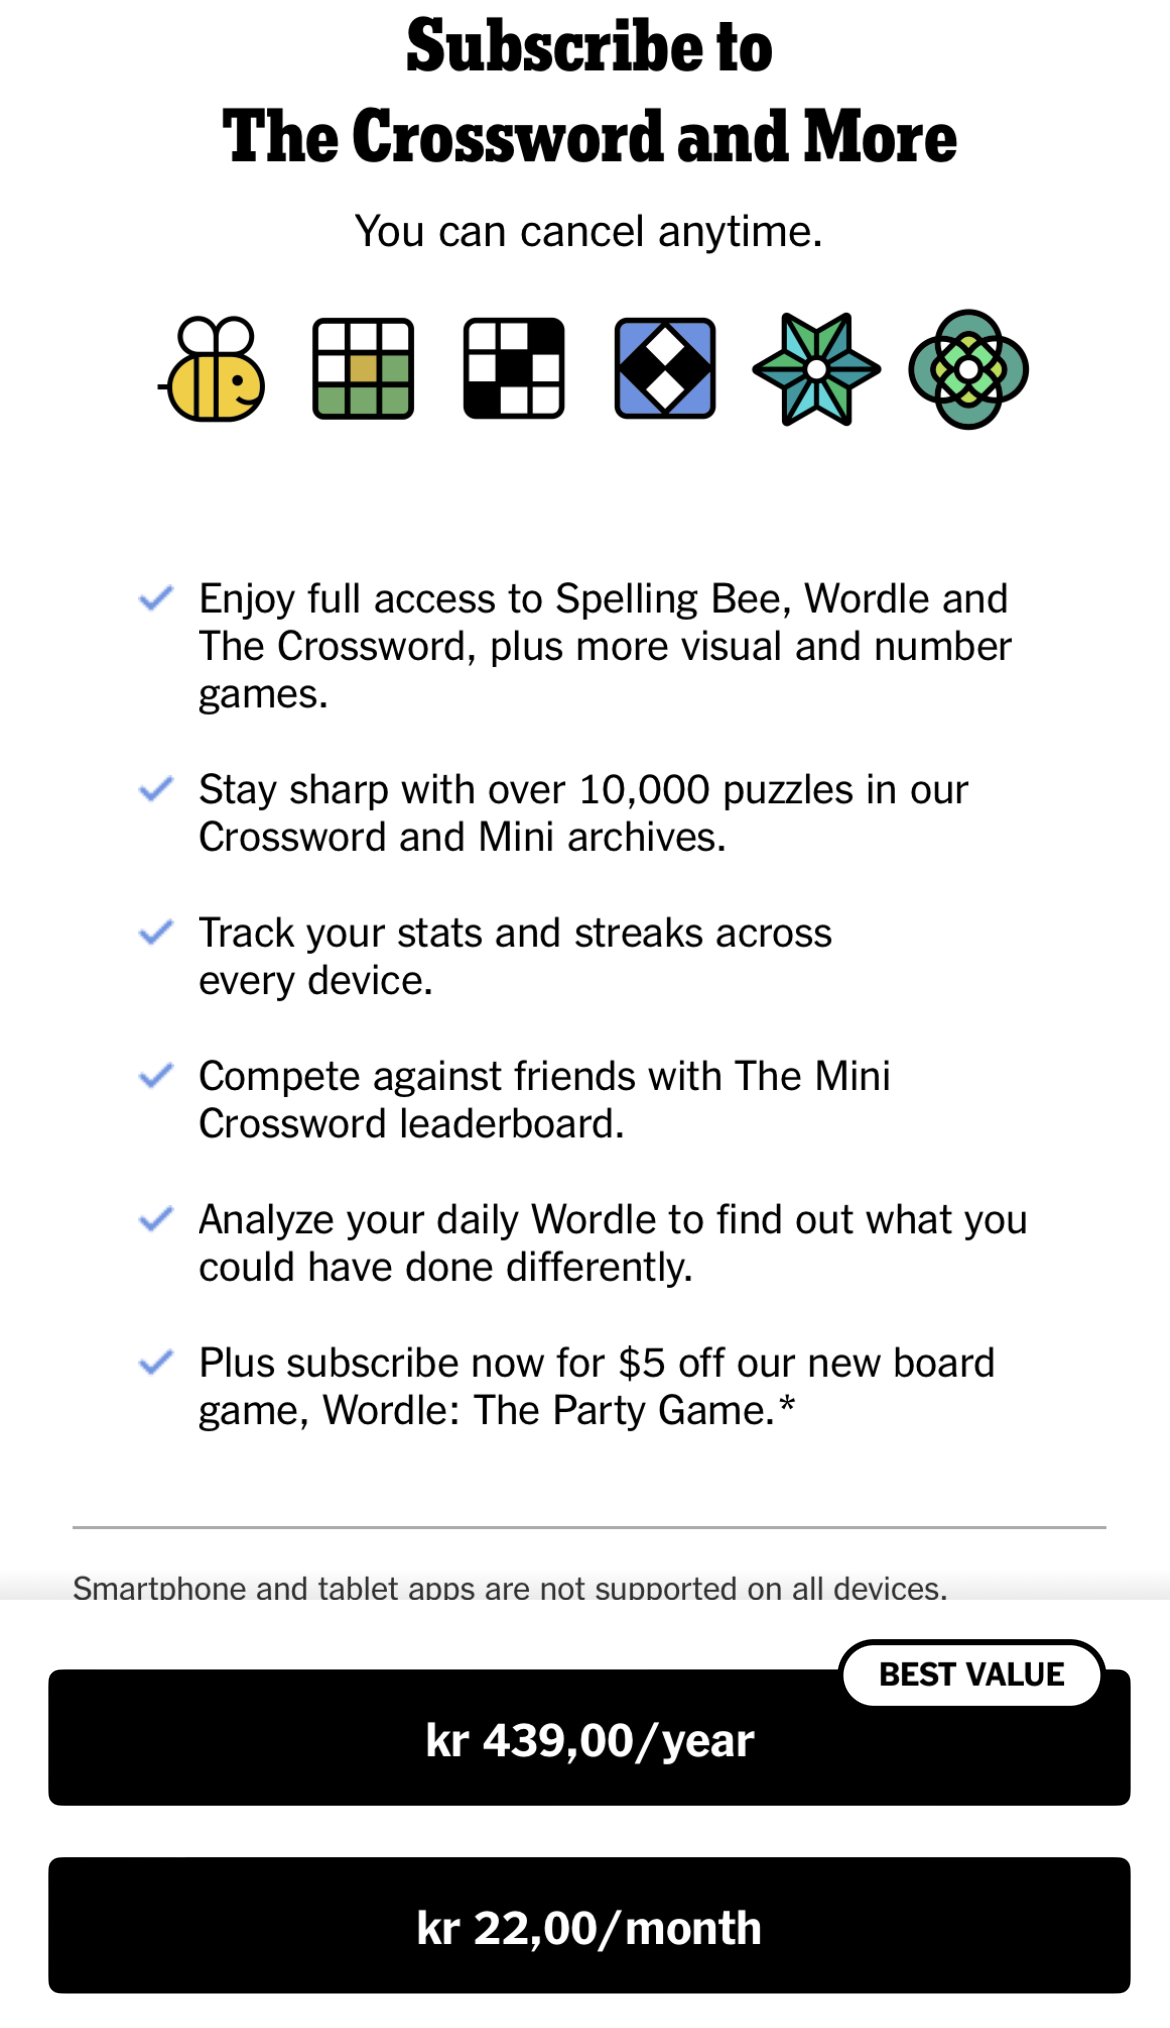 Subscribe to
The Crossword and More
You can cancel anytime.
Enjoy full access to Spelling Bee, Wordle and
The Crossword, plus more visual and number
games.
Stay sharp with over 10,000 puzzles in our
Crossword and Mini archives.
Track your stats and streaks across
every device.
Compete against friends with The Mini
Crossword leaderboard.
Analyze your daily Wordle to find out what you
could have done differently.
Plus subscribe now for $5 off our new board
game, Wordle: The Party Game.*
Smartphone and tablet apps are not supported on all devices.
BEST VALUE
kr 439,00/year
kr 22,00/month